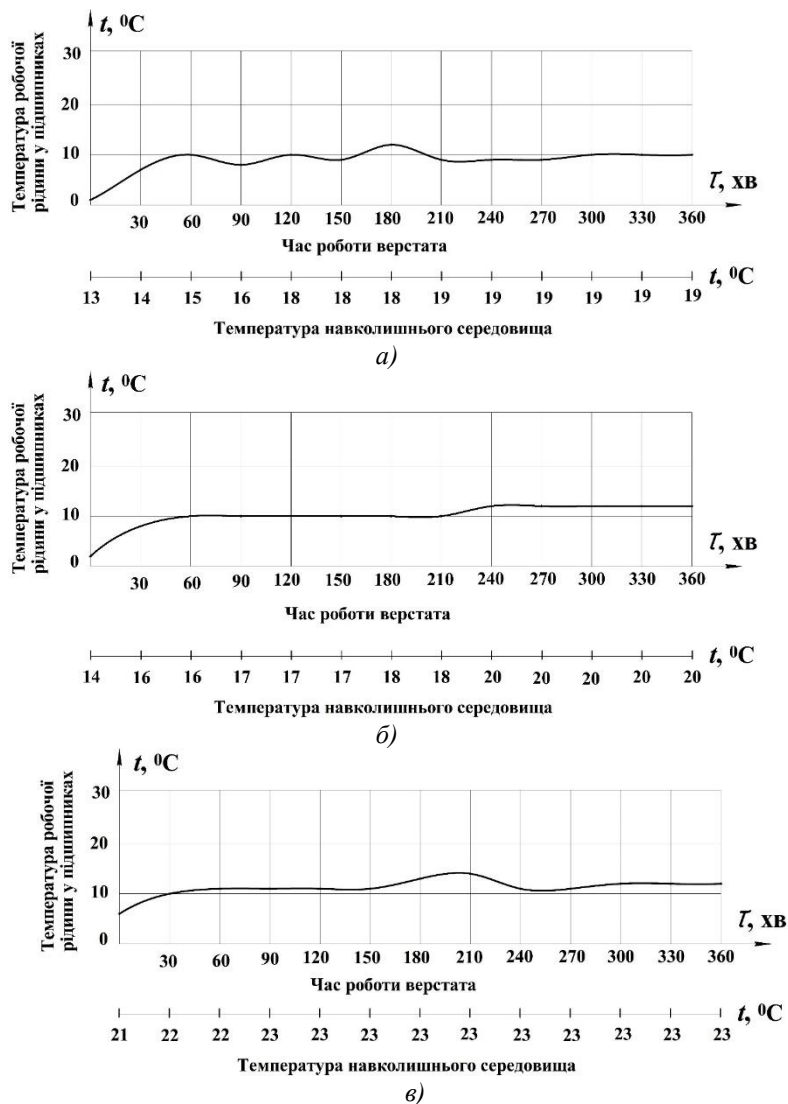 t, ⁰C
Температура робочої
рідини у підшипниках
30
20
10
0
30 60 90 120 150 180 210 240 270 300 330 360
τ, хв
Час роботи верстата
t, ⁰C
13 14 15 16 18 18 18 19 19 19 19 19 19
Температура навколишнього середовища
а)
t, ⁰C
Температура робочої
рідини у підшипниках
30
20
10
0
30 60 90 120 150 180 210 240 270 300 330 360
τ, хв
Час роботи верстата
t, ⁰C
14 16 16 17 17 17 18 18 20 20 20 20 20
Температура навколишнього середовища
б)
t, ⁰C
Температура робочої
рідини у підшипниках
30
20
10
0
30 60 90 120 150 180 210 240 270 300 330 360
τ, хв
Час роботи верстата
t, ⁰C
21 22 22 23 23 23 23 23 23 23 23 23 23
Температура навколишнього середовища
в)